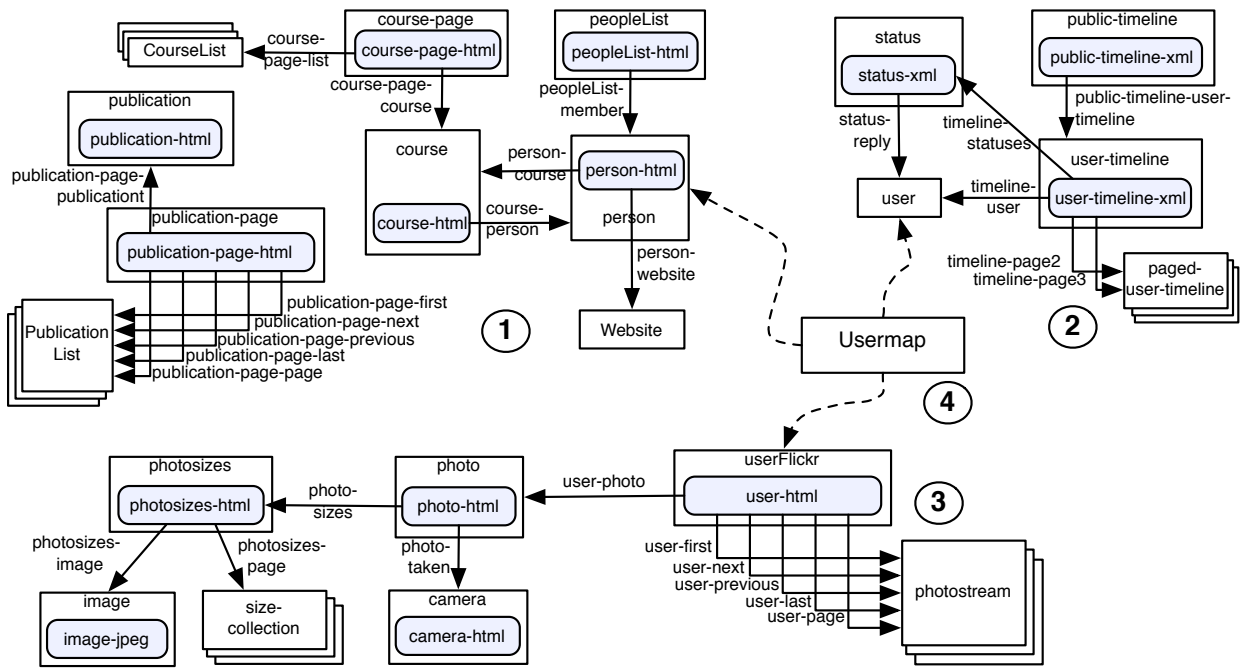 course-page
course-page-html
CourseList
course-
page-list
course-page-
course
peopleList
peopleList-html
peopleList-
member
publication
publication-html
publication-page-
publicationt
publication-page
publication-page-html
publication-page-first
publication-page-next
publication-page-previous
publication-page-last
publication-page-page
Publication
List
course
course-html
person-
course
course-
person
person-html
person
person-
website
Website
1
status
status-xml
status-
reply
public-timeline
public-timeline-xml
public-timeline-user-
timeline
timeline-
statuses
user-timeline
user-timeline-xml
timeline-
user
user
timeline-page2
timeline-page3
paged-
user-timeline
2
Usermap
4
userFlickr
user-html
user-photo
user-first
user-next
user-previous
user-last
user-page
photostream
3
photo
photo-html
photo-
sizes
photo-
taken
camera
camera-html
photosizes
photosizes-html
photosizes-
image
photosizes-
page
image
image-jpeg
size-
collection